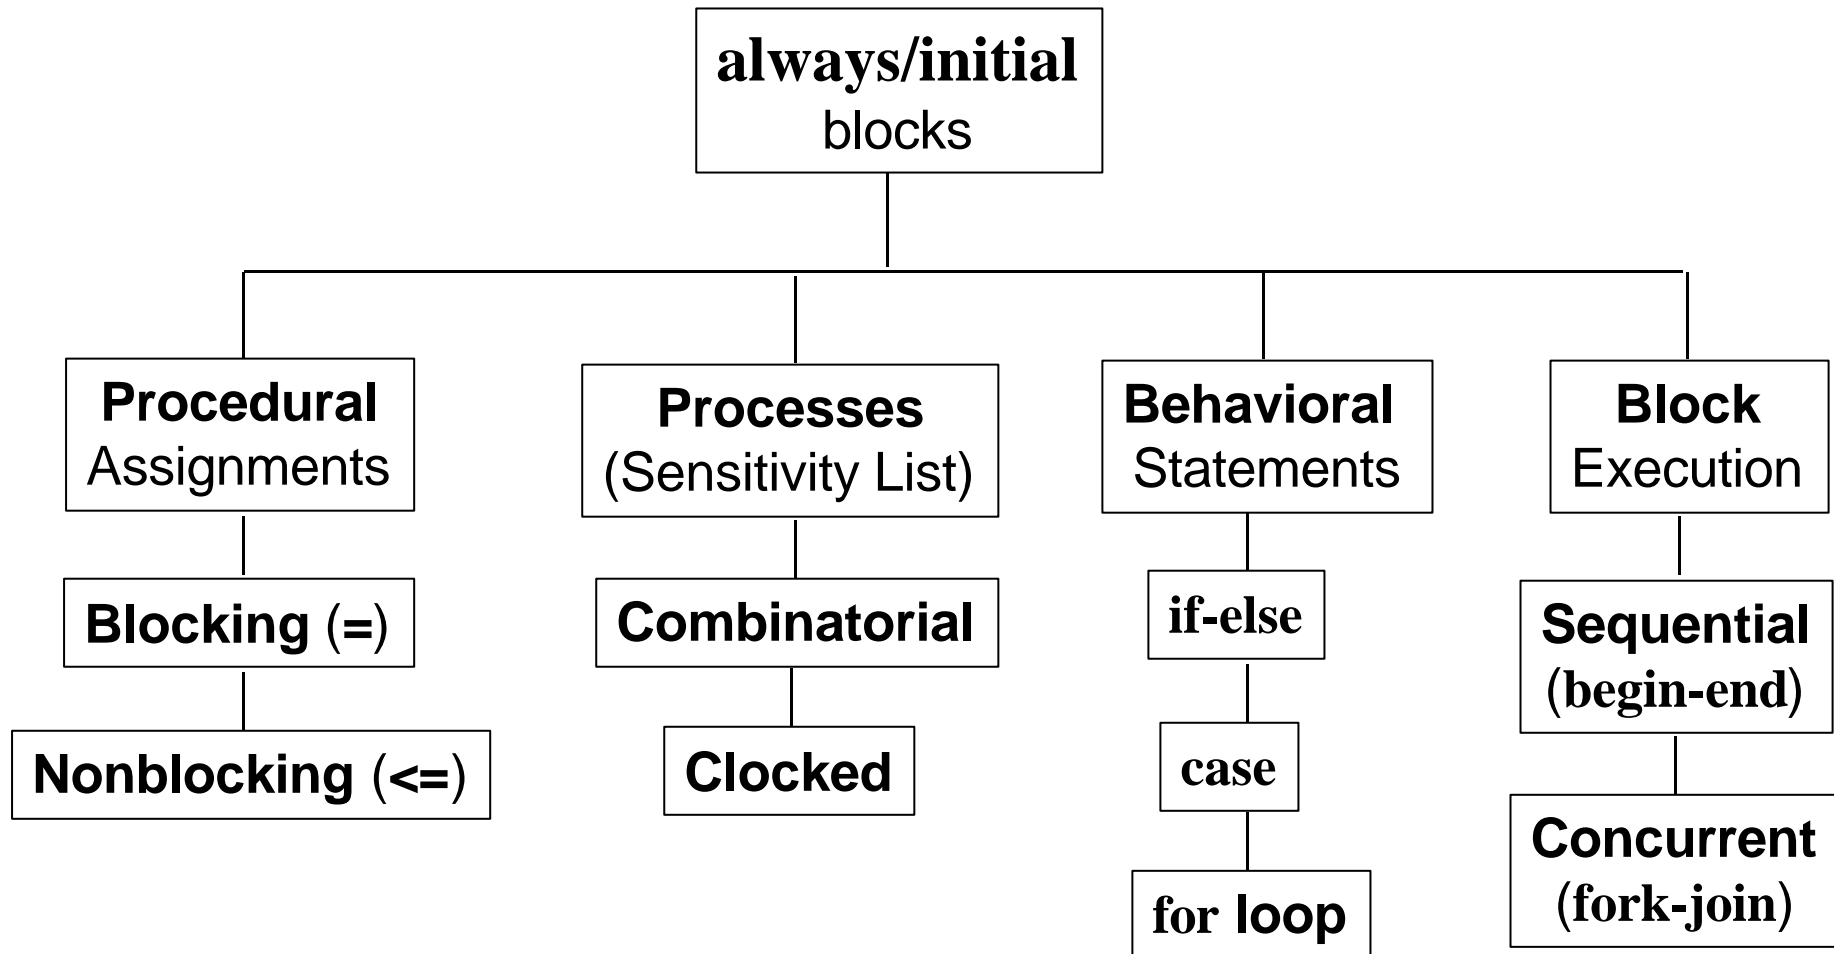 always/initial
blocks
Procedural
Assignments
Blocking (=)
Nonblocking (<=)
Processes
(Sensitivity List)
Combinatorial
Clocked
Behavioral
Statements
if-else
case
for loop
Block
Execution
Sequential
(begin-end)
Concurrent
(fork-join)